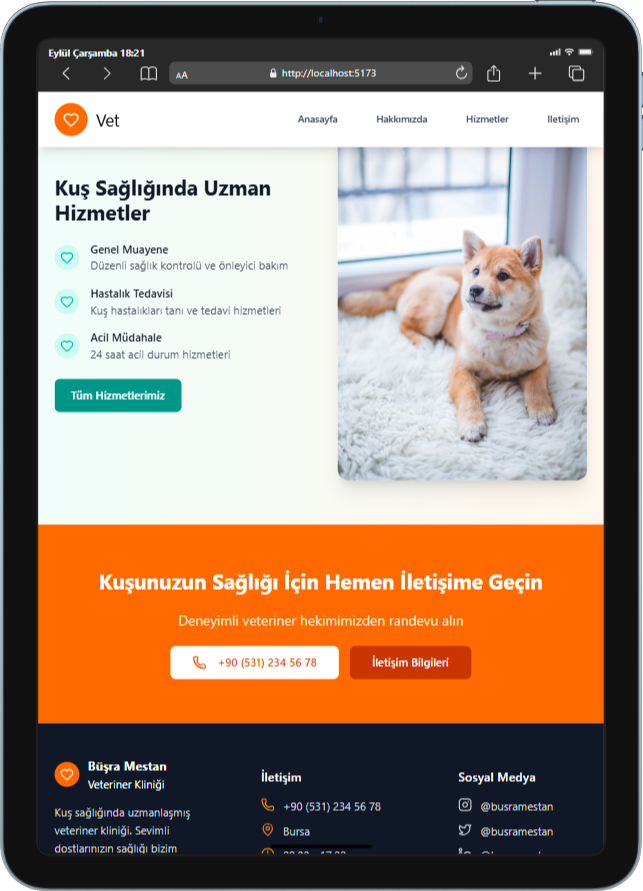 Eylül Çarşamba 18:21
AA
http://localhost:5173
Vet
Anasayfa
Hakkımızda
Hizmetler
Iletişim
Kuş Sağlığında Uzman
Hizmetler
Genel Muayene
Düzenli sağlık kontrolü ve önleyici bakım
Hastalık Tedavisi
Kuş hastalıkları tanı ve tedavi hizmetleri
Acil Müdahale
24 saat acil durum hizmetleri
Tüm Hizmetlerimiz
Kuşunuzun Sağlığı İçin Hemen İletişime Geçin
Deneyimli veteriner hekimimizden randevu alın
+90 (531) 234 56 78
İletişim Bilgileri
Büşra Mestan
Veteriner Kliniği
Kuş sağlığında uzmanlaşmış
veteriner kliniği. Sevimli
dostlarınızın sağlığı bizim
İletişim
+90 (531) 234 56 78
Bursa
Sosyal Medya
@busramestan
@busramestan